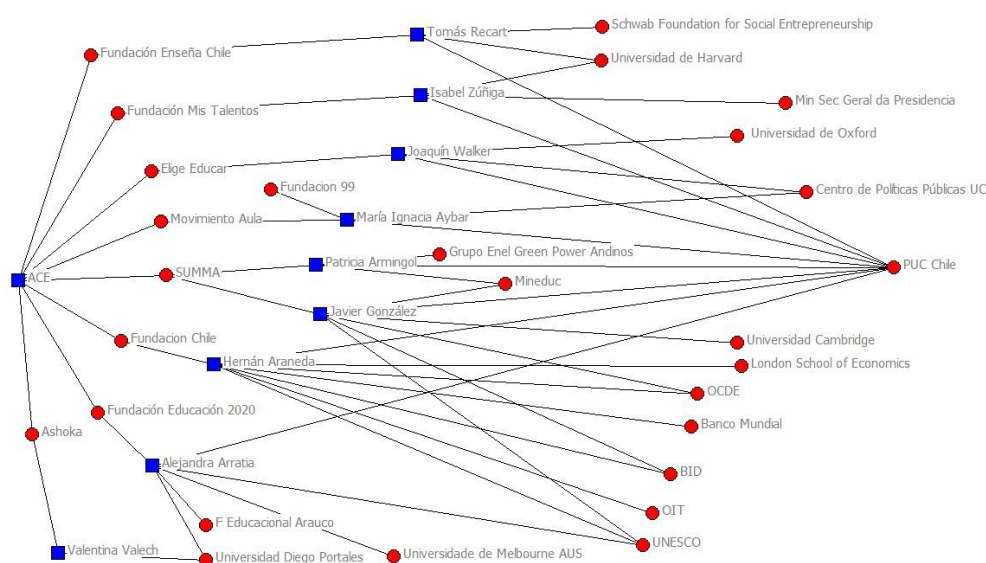 Schwab Foundation for Social Entrepreneurship
Tomás Recart
Fundación Enseña Chile
Universidad de Harvard
Isabel Zúñiga
Min Sec Geral da Presidencia
Fundación Mis Talentos
Universidad de Oxford
Joaquín Walker
Elige Educar
Fundacion 99
Centro de Políticas Públicas UC
Movimiento Aula
María Ignacia Aybar
Grupo Enel Green Power Andinos
Patricia Armingol
PUC Chile
ACE
SUMMA
Mineduc
Javier González
Fundacion Chile
Universidad Cambridge
Hernán Araneda
London School of Economics
OCDE
Fundación Educación 2020
Banco Mundial
Ashoka
Alejandra Arratia
BID
OIT
F Educacional Arauco
UNESCO
Valentina Valech
Universidad Diego Portales
Universidade de Melbourne AUS